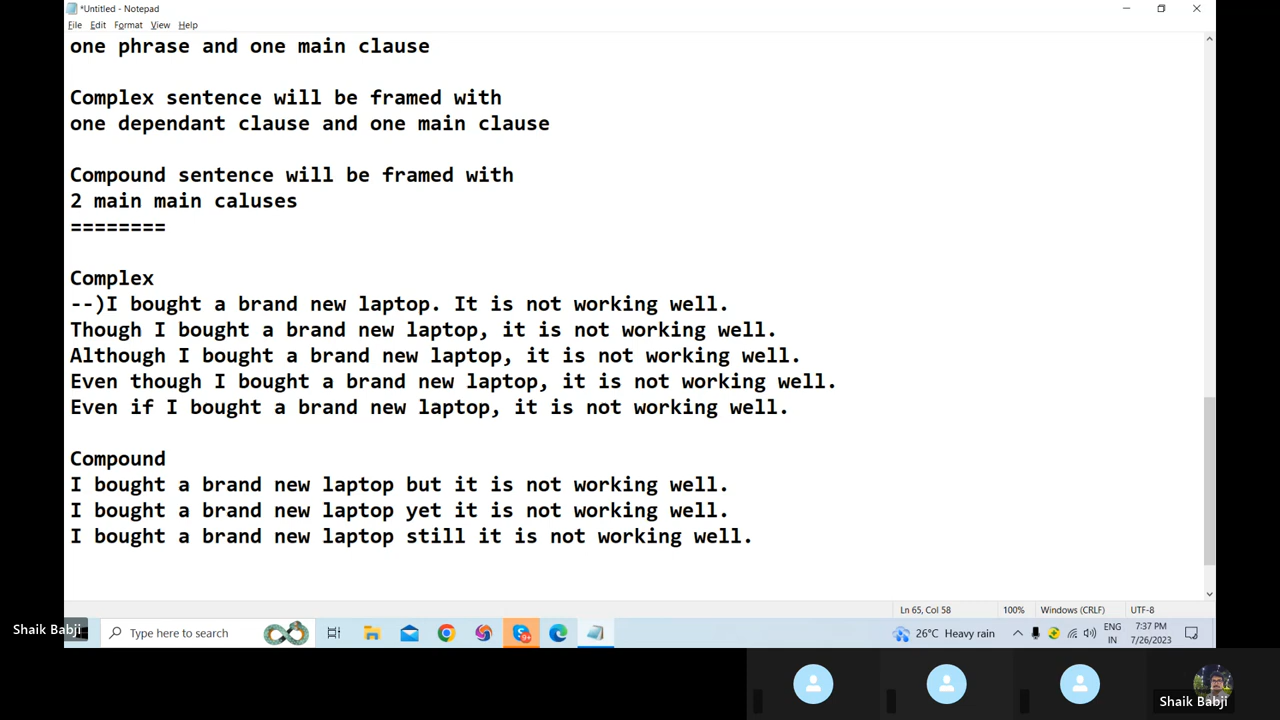 *Untitled - Notepad
File Edit Format View Help
one phrase and one main clause
Complex sentence will be framed with
one dependant clause and one main clause
Compound sentence will be framed with
2 main main caluses
========
Complex
--)I bought a brand new laptop. It is not working well.
Though I bought a brand new laptop, it is not working well.
Although I bought a brand new laptop, it is not working well.
Even though I bought a brand new laptop, it is not working well.
Even if I bought a brand new laptop, it is not working well.
Compound
I bought a brand new laptop but it is not working well.
I bought a brand new laptop yet it is not working well.
I bought a brand new laptop still it is not working well.
Ln 65, Col 58 100% Windows (CRLF) UTF-8
Shaik Babji
Type here to search
26°C Heavy rain
ENG
IN
7:37 PM
7/26/2023
Shaik Babji